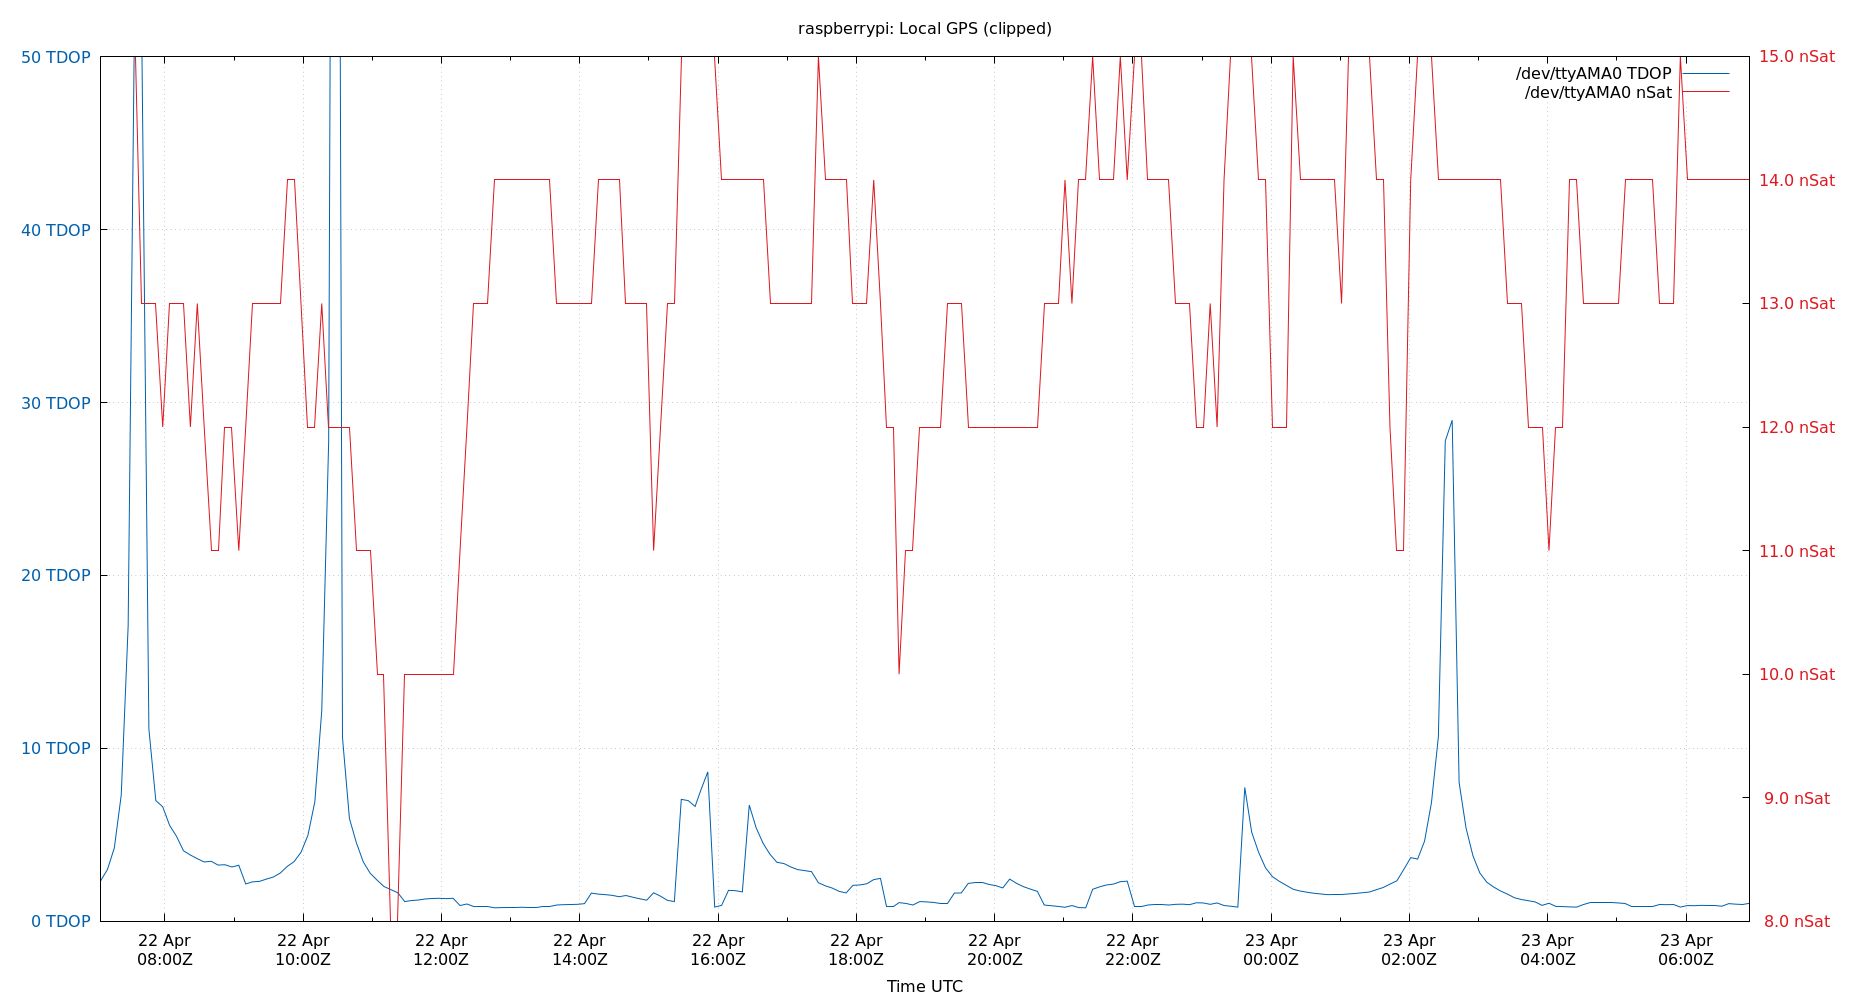 raspberrypi: Local GPS (clipped)
50 TDOP
40 TDOP
30 TDOP
20 TDOP
10 TDOP
0 TDOP
/dev/ttyAMA0 TDOP
/dev/ttyAMA0 nSat
15.0 nSat
14.0 nSat
13.0 nSat
12.0 nSat
11.0 nSat
10.0 nSat
9.0 nSat
8.0 nSat
22 Apr
08:00Z
22 Apr
10:00Z
22 Apr
12:00Z
22 Apr
14:00Z
22 Apr
16:00Z
22 Apr
18:00Z
22 Apr
20:00Z
22 Apr
22:00Z
23 Apr
00:00Z
23 Apr
02:00Z
23 Apr
04:00Z
23 Apr
06:00Z
Time UTC